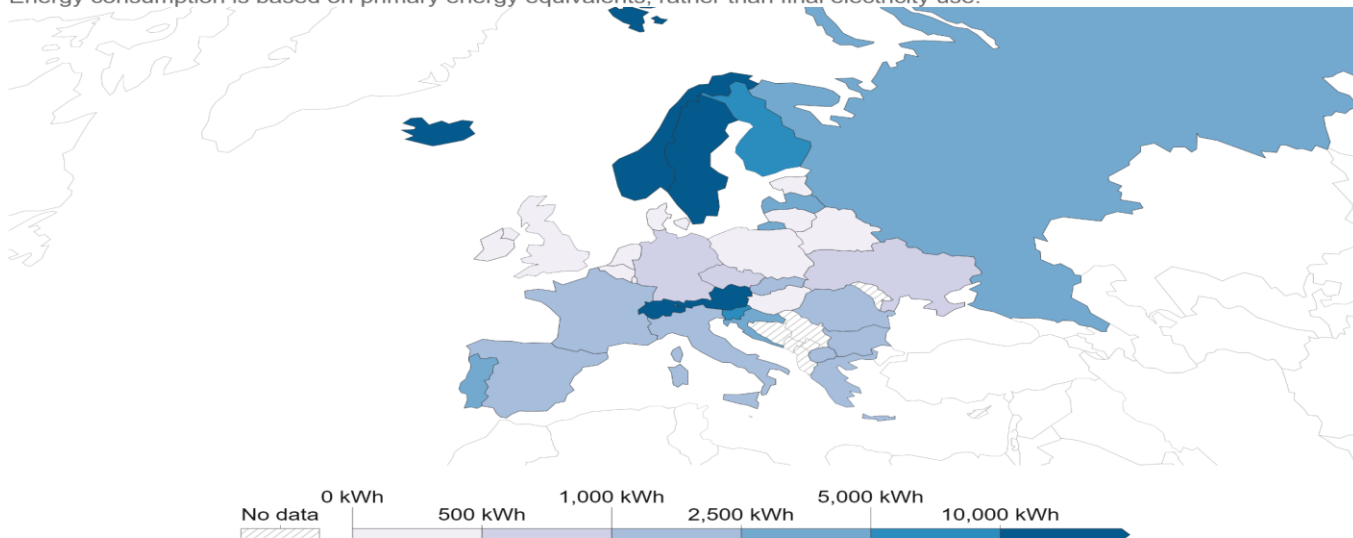 Energy consumption is based on primary energy equivalents, rather than final electricity use.
0 kWh 1,000 kWh 5,000 kWh
No data 500 kWh 2,500 kWh 10,000 kWh